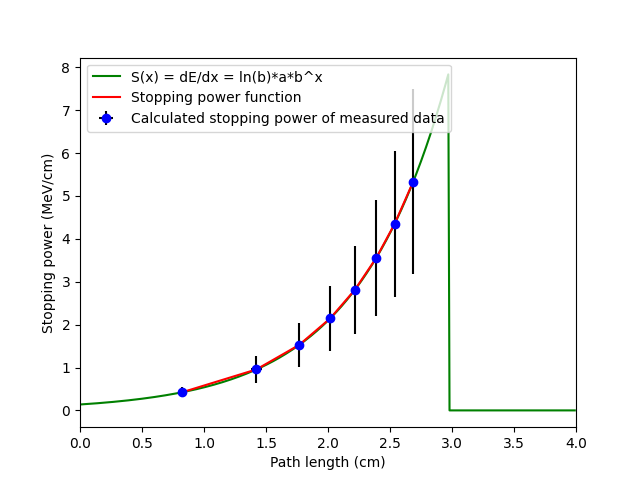 S(x) = dE/dx = ln(b)*a*b^x
Stopping power function
Calculated stopping power of measured data
Stopping power (MeV/cm)
8
7
6
5
4
3
2
1
0
0.0 0.5 1.0 1.5 2.0 2.5 3.0 3.5 4.0
Path length (cm)